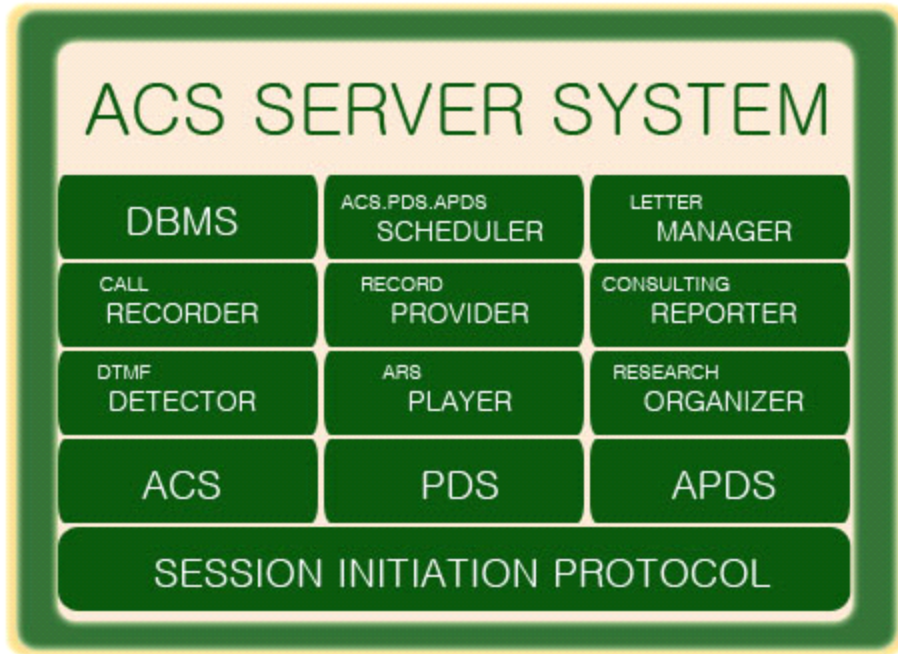 ACS SERVER SYSTEM
DBMS
ACS.PDS.APDS
SCHEDULER
LETTER
MANAGER
CALL
RECORDER
RECORD
PROVIDER
CONSULTING
REPORTER
DTMF
DETECTOR
ARS
PLAYER
RESEARCH
ORGANIZER
ACS
PDS
APDS
SESSION INITIATION PROTOCOL